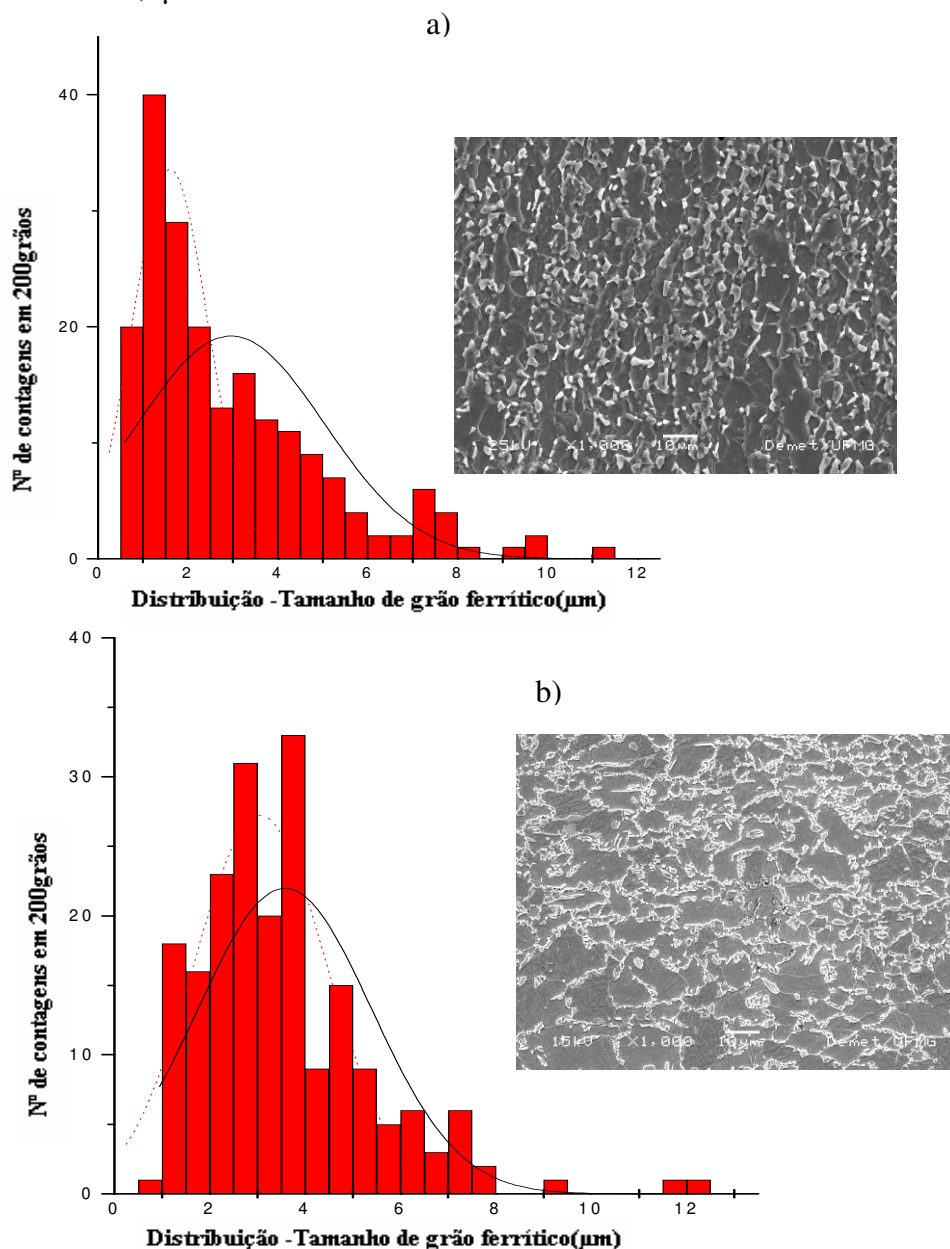 a)
40
20
0
0 2 4 6 8 10 12
Nº de contagens em 200grãos
25kU X1,000 10µm Demet/UFMG
Distribuição -Tamanho de grão ferrítico(µm)
b)
40
30
20
10
0
0 2 4 6 8 10 12
Nº de contagens em 200grãos
15kU X1,000 10µm Demet/UFMG
Distribuição -Tamanho de grão ferrítico(µm)